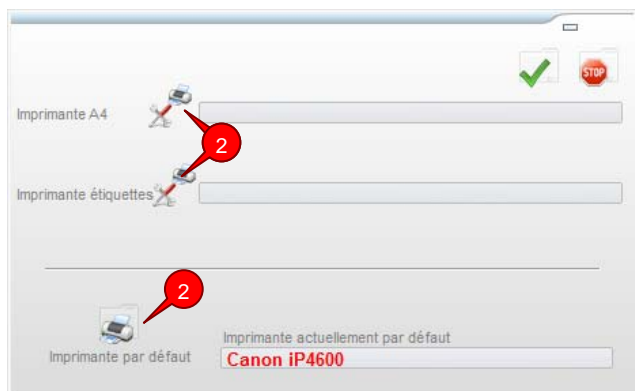 STOP
Imprimante A4
2
Imprimante étiquettes
2
Imprimante par défaut
Imprimante actuellement par défaut
Canon iP4600